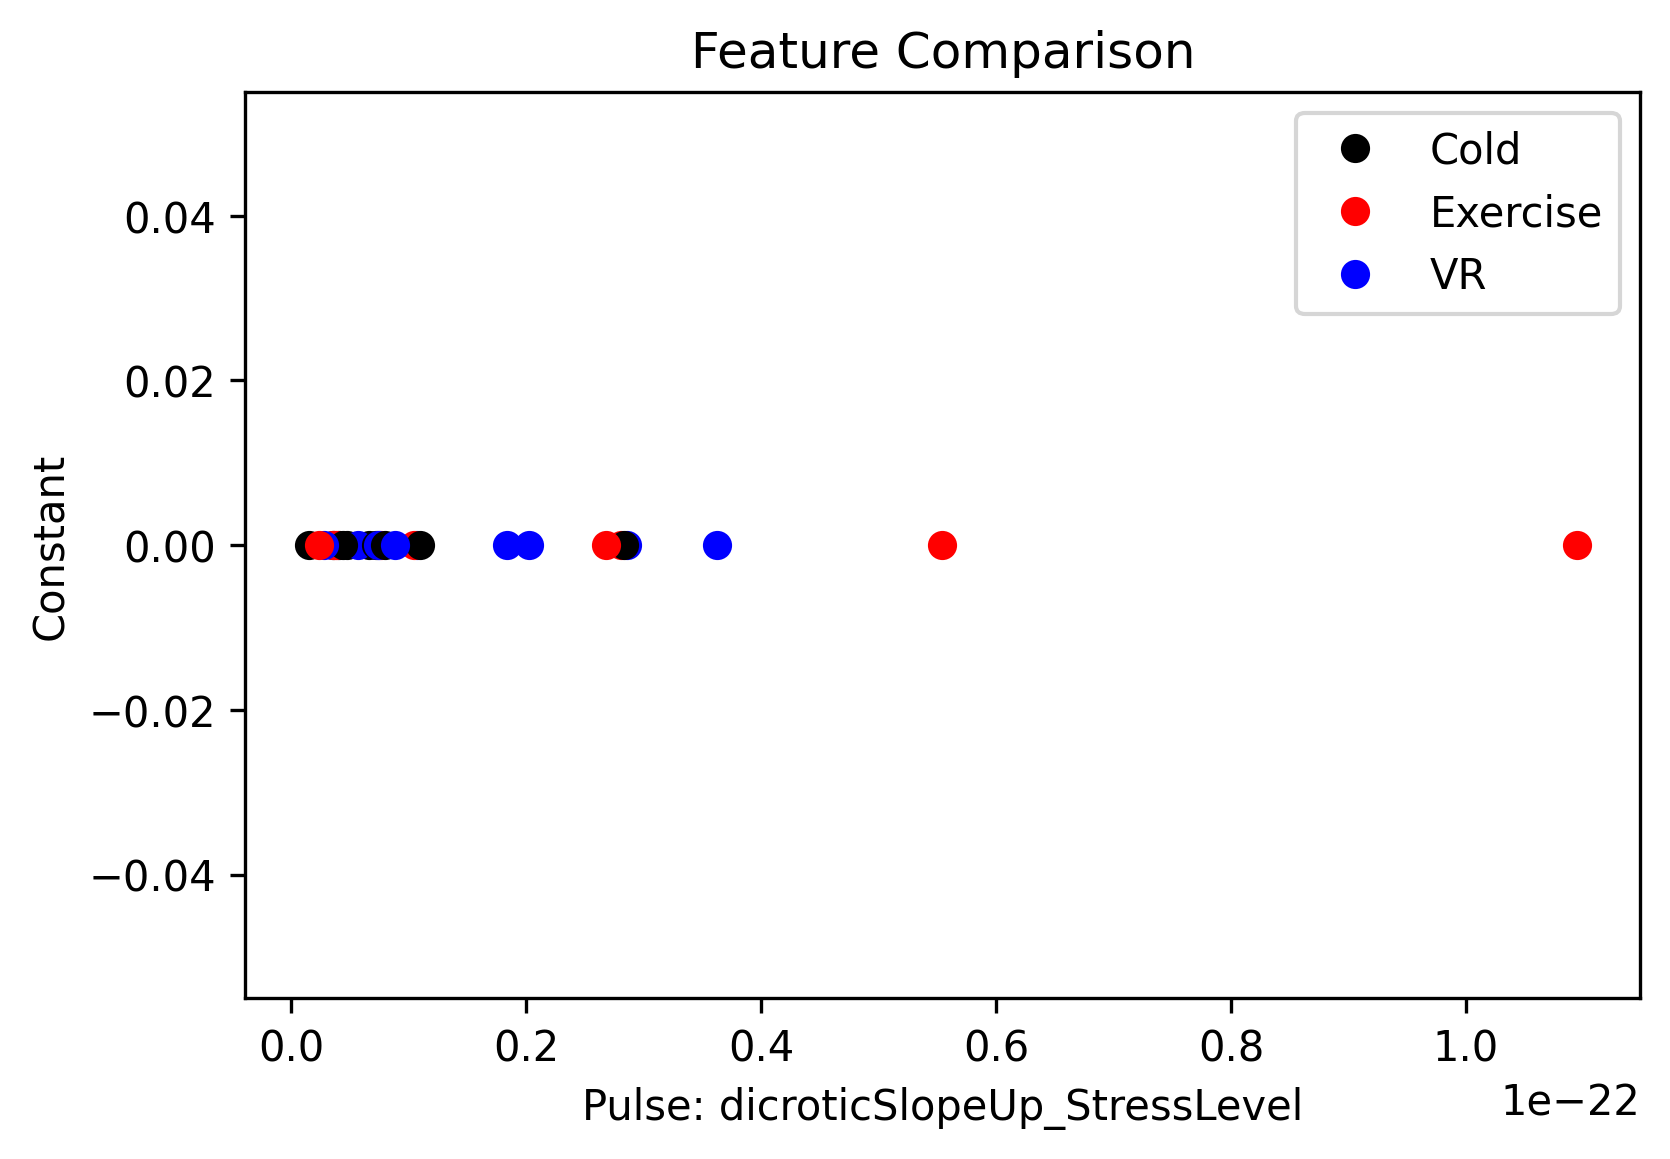 Feature Comparison
Cold
Exercise
VR
0.04
0.02
0.00
−0.02
−0.04
Constant
0.0 0.2 0.4 0.6 0.8 1.0
1e−22
Pulse: dicroticSlopeUp_StressLevel